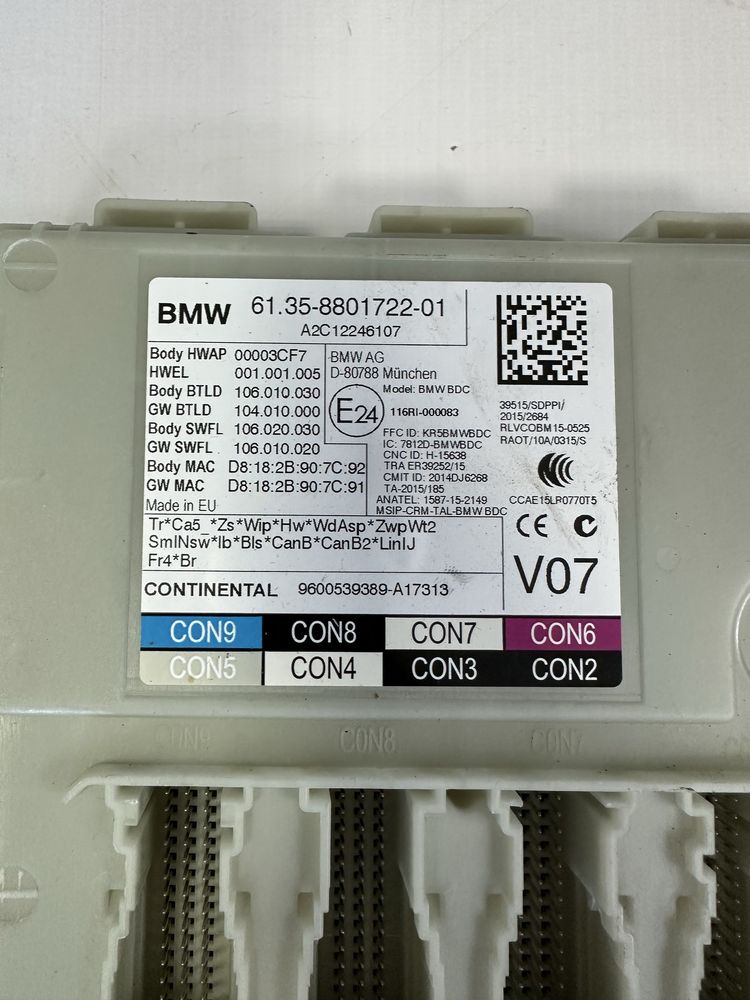 BMW 61.35-8801722-01
A2C12246107
Body HWAP 00003CF7
HWEL 001.001.005
Body BTLD 106.010.030
GW BTLD 104.010.000
Body SWFL 106.020.030
GW SWFL 106.010.020
Body MAC D8:18:2B:90:7C:92
GW MAC D8:18:2B:90:7C:91
Made in EU
BMW AG
D-80788 München
Model: BMW BDC
E24
116RI-000083
FFC ID: KR5BMWBDC
IC: 7812D-BMWBDC
CNC ID: H-15638
TRA ER39252/15
CMIT ID: 2014DJ6268
TA-2015/185
ANATEL: 1587-15-2149
MSIP-CRM-TAL-BMW BDC
39515/SDPPI/
2015/2684
RLVCOBM15-0525
RAOT/10A/0315/S
CCAE15LR0770T5
CE
Tr*Ca5_*Zs*Wip*Hw*WdAsp*ZwpWt2
SmlNsw*Ib*Bls*CanB*CanB2*LinIJ
Fr4*Br
V07
CONTINENTAL 9600539389-A17313
CON9 CON8 CON7 CON6
CON5 CON4 CON3 CON2
CON9 CON8 CON7